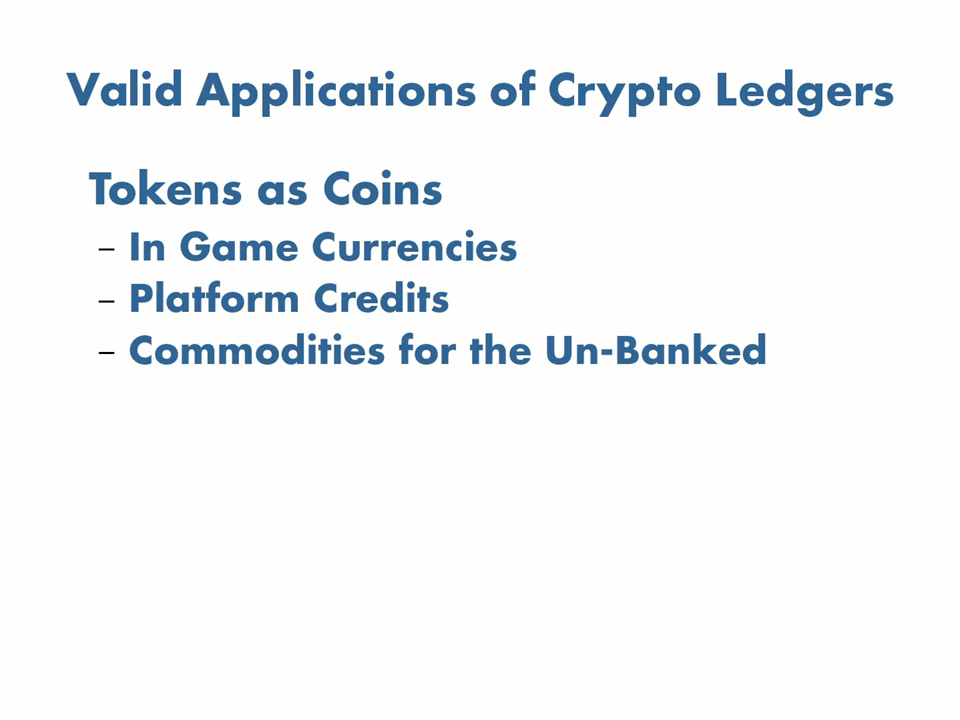 Valid Applications of Crypto Ledgers
Tokens as Coins
– In Game Currencies
– Platform Credits
– Commodities for the Un-Banked